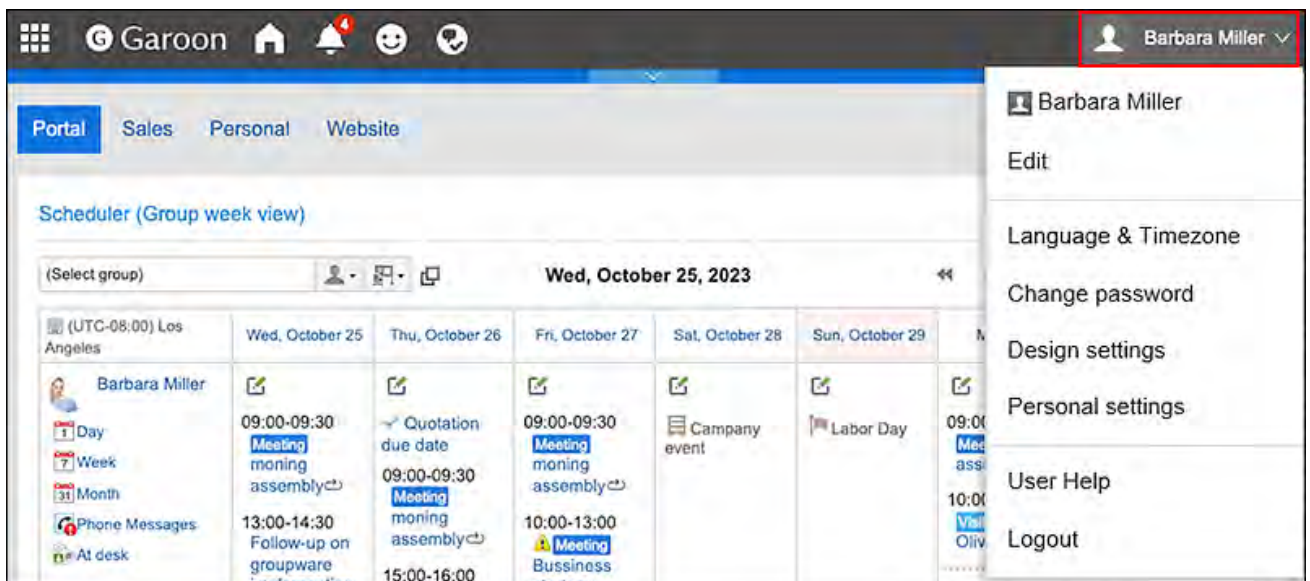 G Garoon 4 Barbara Miller
Barbara Miller
Edit
Language & Timezone
Change password
Design settings
Personal settings
User Help
Logout
Portal Sales Personal Website
Scheduler (Group week view)
(Select group) Wed, October 25, 2023
(UTC-08:00) Los
Angeles
Wed, October 25 Thu, October 26 Fri, October 27 Sat, October 28 Sun, October 29
Barbara Miller
1 Day
7 Week
31 Month
Phone Messages
At desk
09:00-09:30
Meeting
moning
assembly
13:00-14:30
Follow-up on
groupware
Quotation
due date
09:00-09:30
Meeting
moning
assembly
15:00-16:00
09:00-09:30
Meeting
moning
assembly
10:00-13:00
Meeting
Bussiness
Campany
event
Labor Day